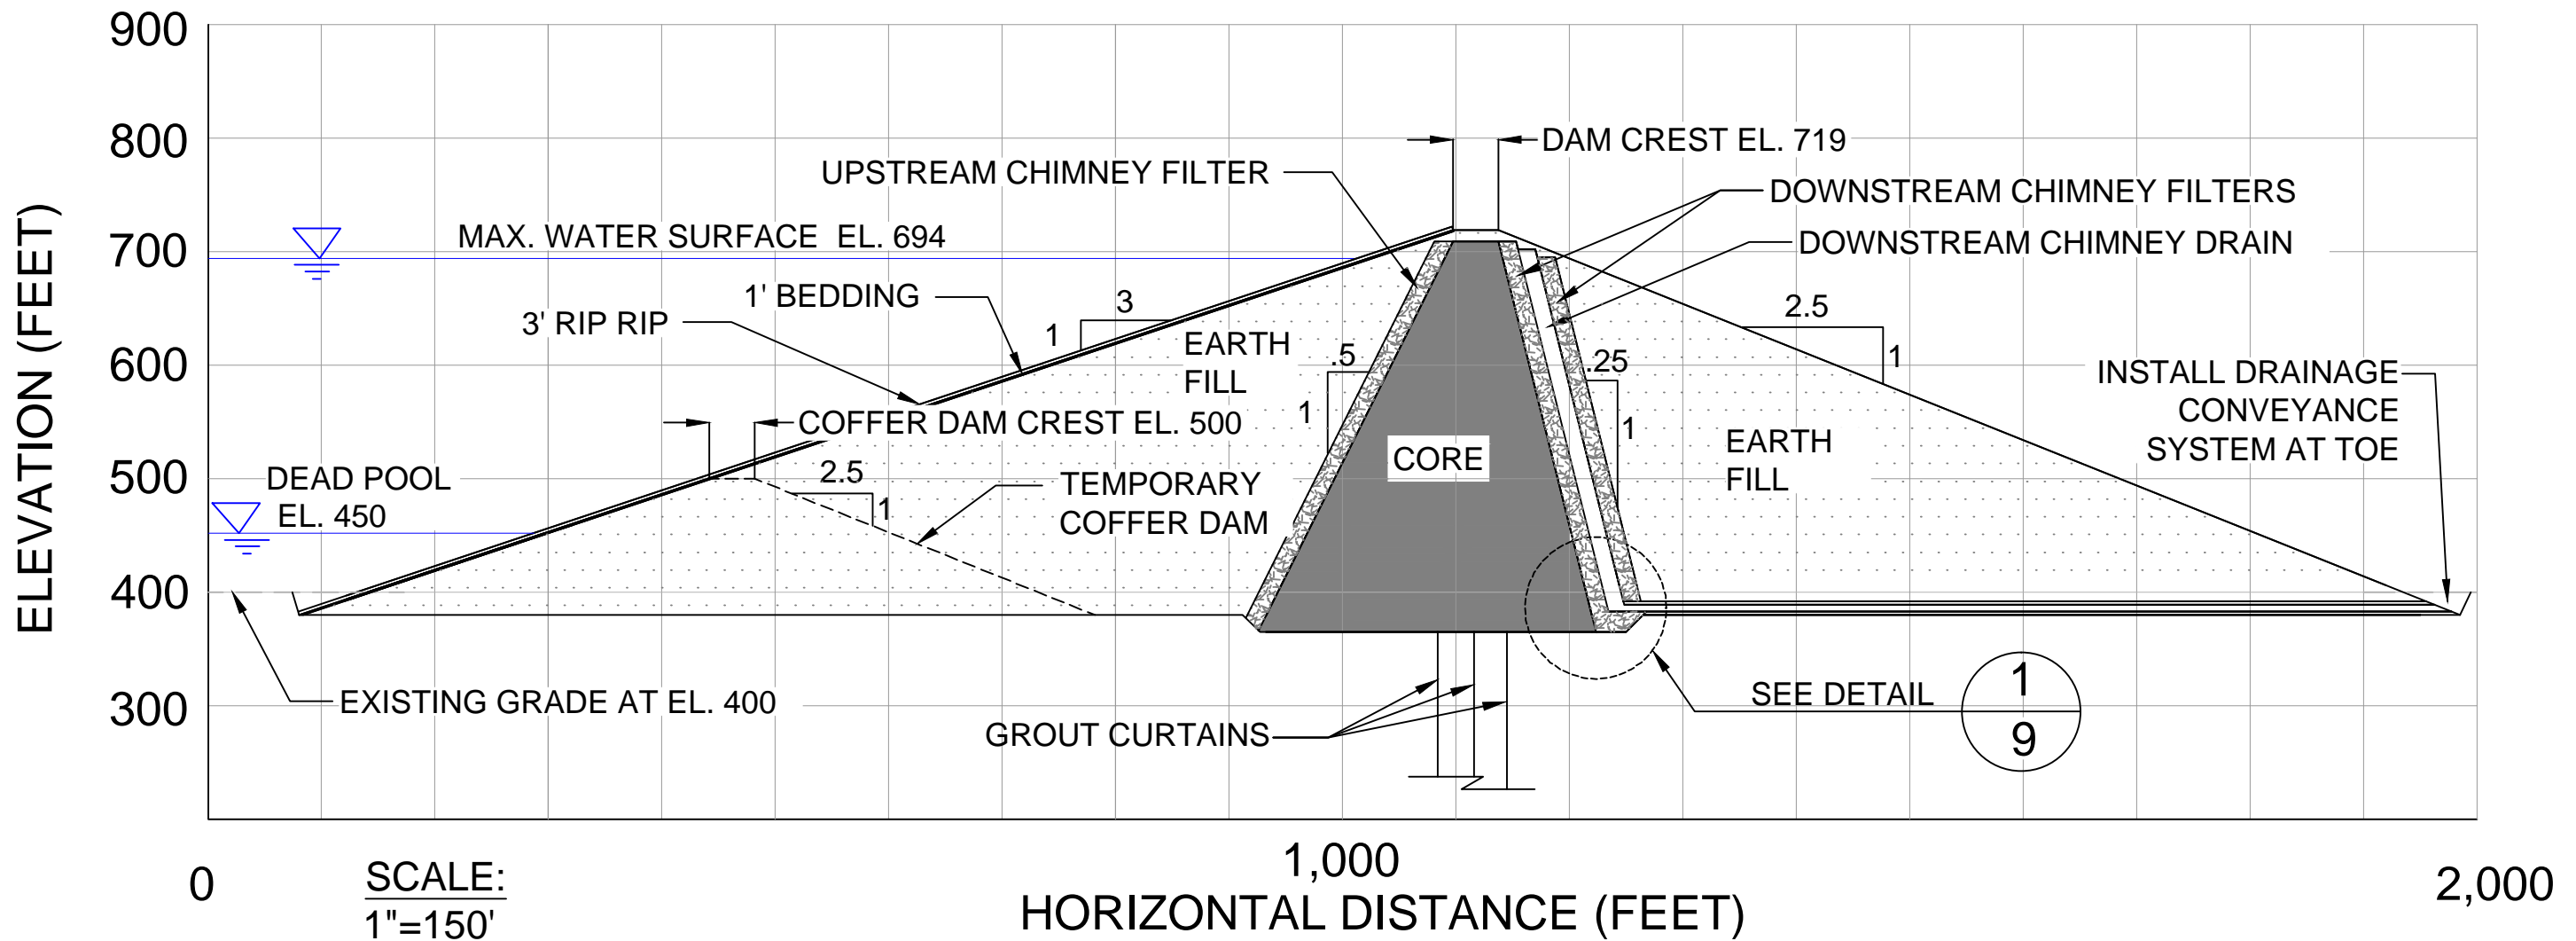 900
800
700
600
500
400
300
ELEVATION (FEET)
DAM CREST EL. 719
UPSTREAM CHIMNEY FILTER
DOWNSTREAM CHIMNEY FILTERS
MAX. WATER SURFACE EL. 694
DOWNSTREAM CHIMNEY DRAIN
1' BEDDING
3
1
2.5
1
3' RIP RIP
EARTH
FILL
.5
1
.25
1
INSTALL DRAINAGE
CONVEYANCE
SYSTEM AT TOE
COFFER DAM CREST EL. 500
CORE
EARTH
FILL
DEAD POOL
EL. 450
2.5
1
TEMPORARY
COFFER DAM
EXISTING GRADE AT EL. 400
SEE DETAIL
1
9
GROUT CURTAINS
0
1,000
2,000
SCALE:
1"=150'
HORIZONTAL DISTANCE (FEET)